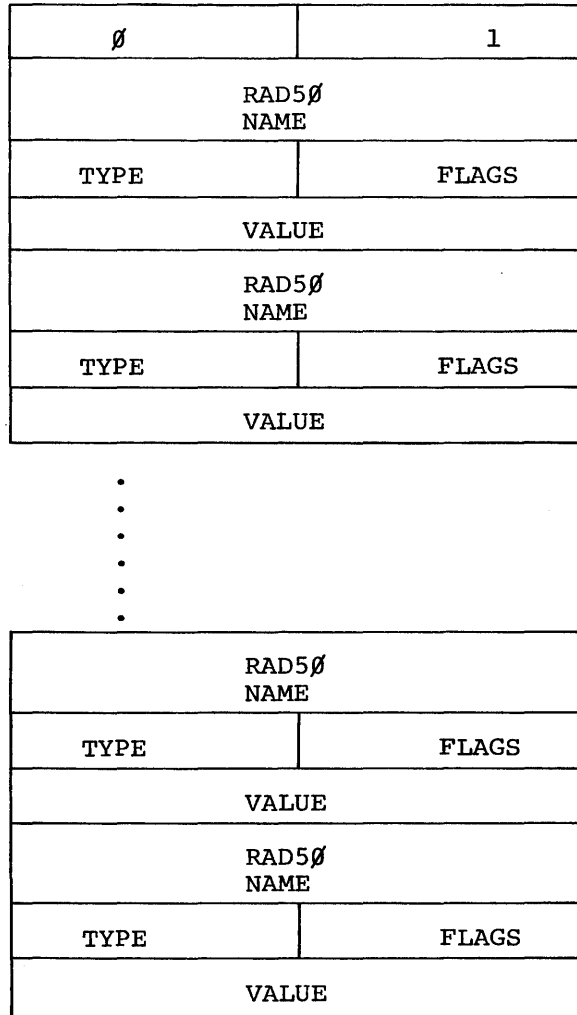 Ø 1
RAD5Ø
NAME
TYPE FLAGS
VALUE
RAD5Ø
NAME
TYPE FLAGS
VALUE
RAD5Ø
NAME
TYPE FLAGS
VALUE
RAD5Ø
NAME
TYPE FLAGS
VALUE